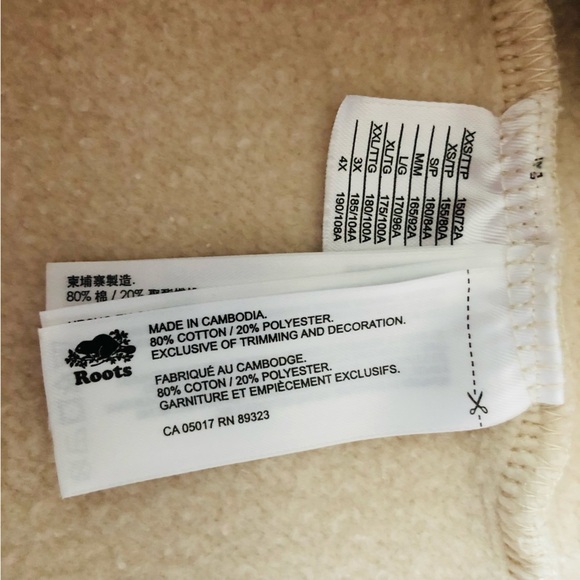 XXS/TTP 150/72A
XS/TP 155/80A
S/P 160/84A
M/M 165/92A
L/G 170/96A
XL/TG 175/100A
XXL/TTG 180/100A
3X 185/104A
4X 190/108A
柬埔寨製造.
80% 棉 / 20%
Roots
MADE IN CAMBODIA.
80% COTTON / 20% POLYESTER.
EXCLUSIVE OF TRIMMING AND DECORATION.
FABRIQUÉ AU CAMBODGE.
80% COTON / 20% POLYESTER.
GARNITURE ET EMPIÈCEMENT EXCLUSIFS.
CA 05017 RN 89323